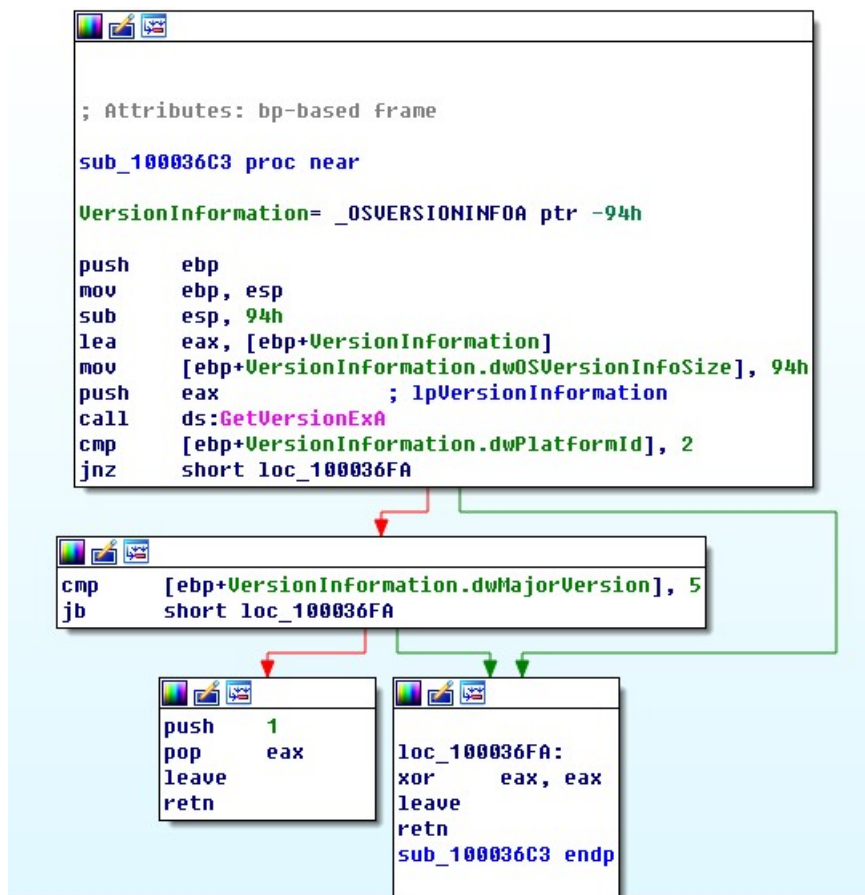 ; Attributes: bp-based frame
sub_100036C3 proc near
VersionInformation= _OSVERSIONINFOA ptr -94h
push    ebp
mov     ebp, esp
sub     esp, 94h
lea     eax, [ebp+VersionInformation]
mov     [ebp+VersionInformation.dwOSVersionInfoSize], 94h
push    eax             ; lpVersionInformation
call    ds:GetVersionExA
cmp     [ebp+VersionInformation.dwPlatformId], 2
jnz     short loc_100036FA
cmp     [ebp+VersionInformation.dwMajorVersion], 5
jb      short loc_100036FA
push    1
pop     eax
leave
retn
loc_100036FA:
xor     eax, eax
leave
retn
sub_100036C3 endp